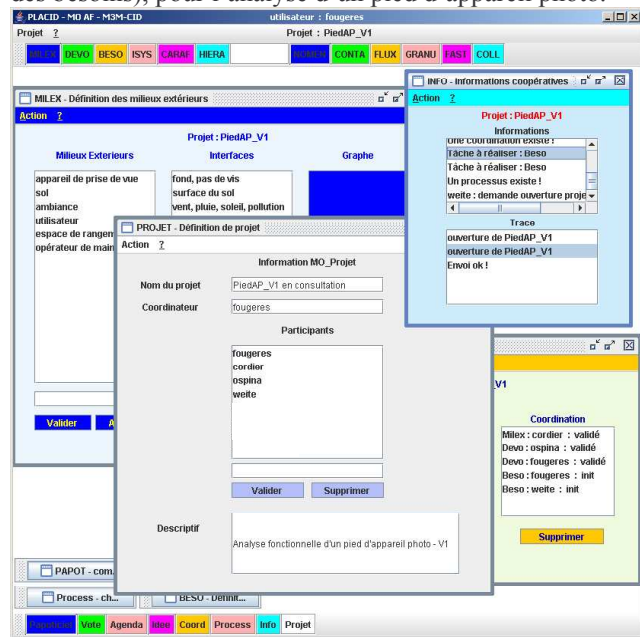 des besoins), pour l'analyse d'un pied d'appareil photo.
PLACID - MO AF - M3M-CID utilisateur : fougeres
Projet ? Projet : PiedAP_V1
MILEX DEVO BESO ISYS CARAF HIERA NOMEN CONTA FLUX GRANU FAST COLL
INFO - Informations coopératives
Action ?
Projet : PiedAP_V1
Informations
Une coordination existe !
Tâche à réaliser : Beso
Tâche à réaliser : Beso
Un processus existe !
weite : demande ouverture proje
Trace
ouverture de PiedAP_V1
ouverture de PiedAP_V1
Envoi ok !
MILEX - Définition des milieux extérieurs
Action ?
Projet : PiedAP_V1
Milieux Exterieurs Interfaces Graphe
appareil de prise de vue fond, pas de vis
sol surface du sol
ambiance vent, pluie, soleil, pollution
utilisateur
espace de rangem
opérateur de main
Valider A
PROJET - Définition de projet
Action ?
Information MO_Projet
Nom du projet PiedAP_V1 en consultation
Coordinateur fougeres
Participants
fougeres
cordier
ospina
weite
Valider Supprimer
Descriptif
Analyse fonctionnelle d'un pied d'appareil photo - V1
V1
Coordination
Milex : cordier : validé
Devo : ospina : validé
Devo : fougeres : validé
Beso : fougeres : init
Beso : weite : init
Supprimer
PAPOT - com.
Process - ch... BESO - Définit...
Papoticiel Vote Agenda Idee Coord Process Info Projet